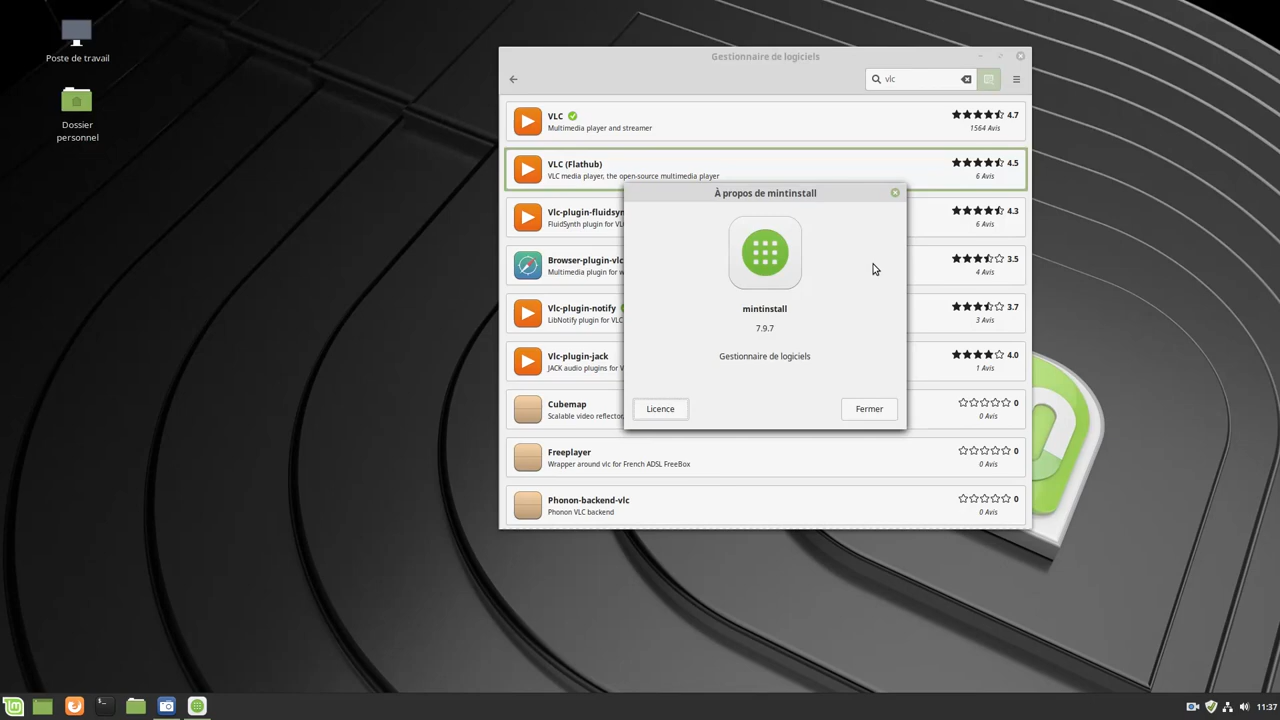 Poste de travail
Dossier
personnel
Gestionnaire de logiciels
vlc
VLC
Multimedia player and streamer
4.7
1564 Avis
VLC (Flathub)
VLC media player, the open-source multimedia player
4.5
6 Avis
Vlc-plugin-fluidsyn
FluidSynth plugin for VL
4.3
6 Avis
Browser-plugin-vlc
Multimedia plugin for w
3.5
4 Avis
Vlc-plugin-notify
LibNotify plugin for VLC
3.7
3 Avis
Vlc-plugin-jack
JACK audio plugins for V
4.0
1 Avis
Cubemap
Scalable video reflector,
0
0 Avis
Freeplayer
Wrapper around vlc for French ADSL FreeBox
0
0 Avis
Phonon-backend-vlc
Phonon VLC backend
0
0 Avis
À propos de mintinstall
mintinstall
7.9.7
Gestionnaire de logiciels
Licence
Fermer
11:37